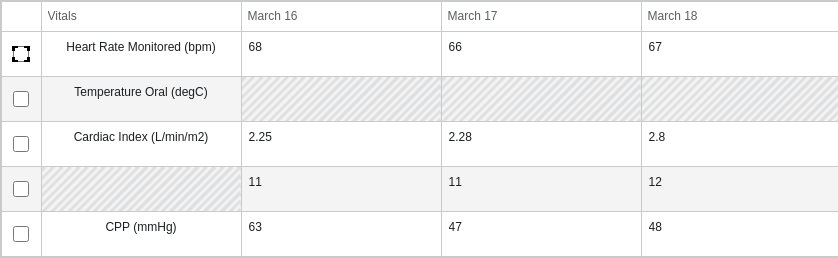 Vitals March 16 March 17 March 18
Heart Rate Monitored (bpm) 68 66 67
Temperature Oral (degC)
Cardiac Index (L/min/m2) 2.25 2.28 2.8
11 11 12
CPP (mmHg) 63 47 48